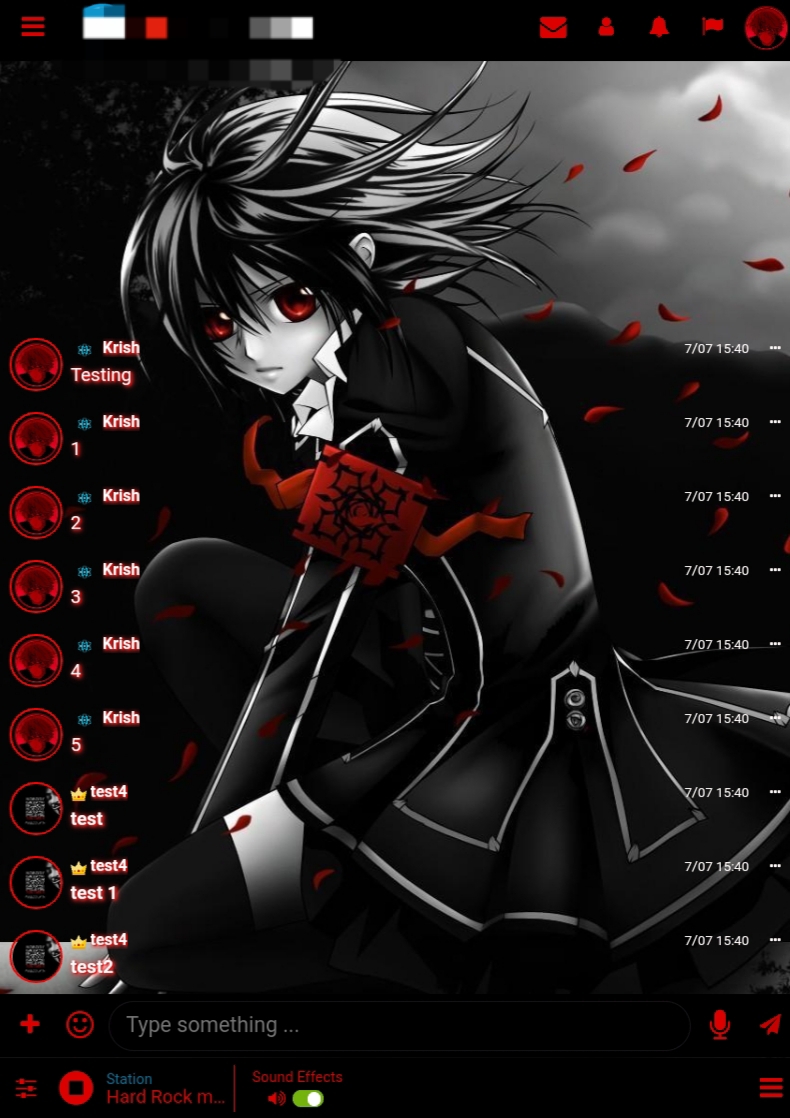 Krish 7/07 15:40
Testing
Krish 7/07 15:40
1
Krish 7/07 15:40
2
Krish 7/07 15:40
3
Krish 7/07 15:40
4
Krish 7/07 15:40
5
test4 7/07 15:40
test
test4 7/07 15:40
test 1
test4 7/07 15:40
test2
Type something ...
Station
Hard Rock m...
Sound Effects